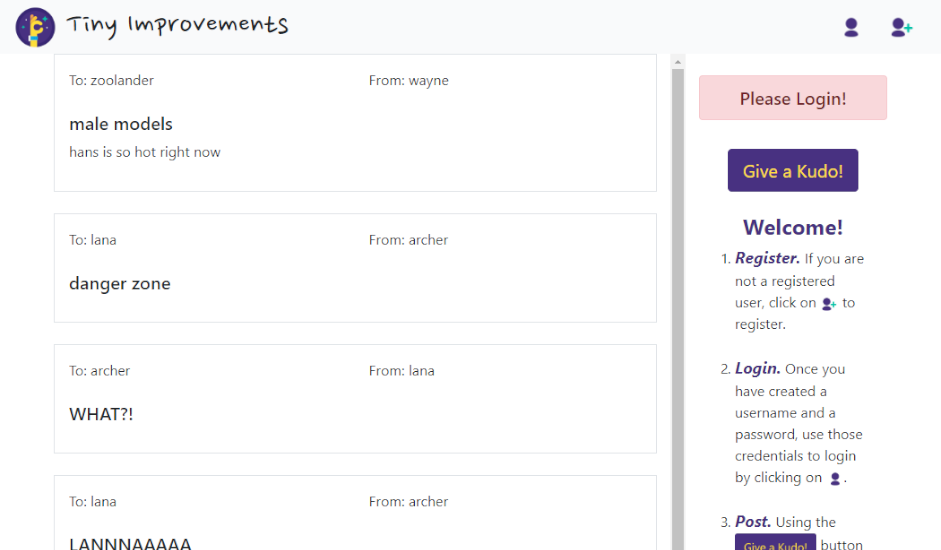 Tiny Improvements
To: zoolander From: wayne
male models
hans is so hot right now
To: lana From: archer
danger zone
To: archer From: lana
WHAT?!
To: lana From: archer
LANNNAAAAA
Please Login!
Give a Kudo!
Welcome!
1. Register. If you are
not a registered
user, click on to
register.
2. Login. Once you
have created a
username and a
password, use those
credentials to login
by clicking on .
3. Post. Using the
Give a Kudo! button